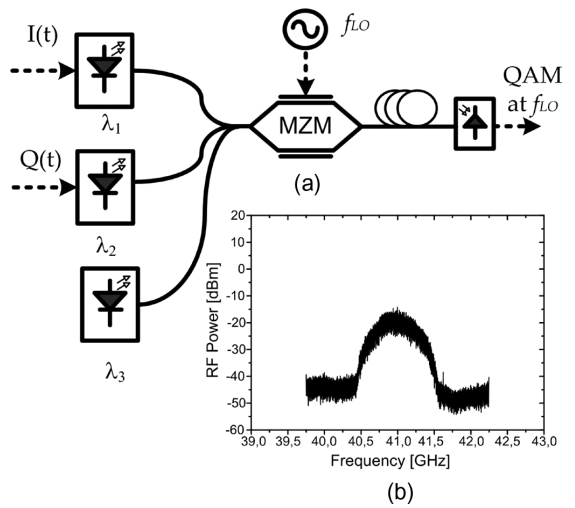 I(t)
λ1
Q(t)
λ2
λ3
fLO
MZM
QAM
at fLO
(a)
RF Power [dBm]
20
10
0
-10
-20
-30
-40
-50
-60
39,0 39,5 40,0 40,5 41,0 41,5 42,0 42,5 43,0
Frequency [GHz]
(b)